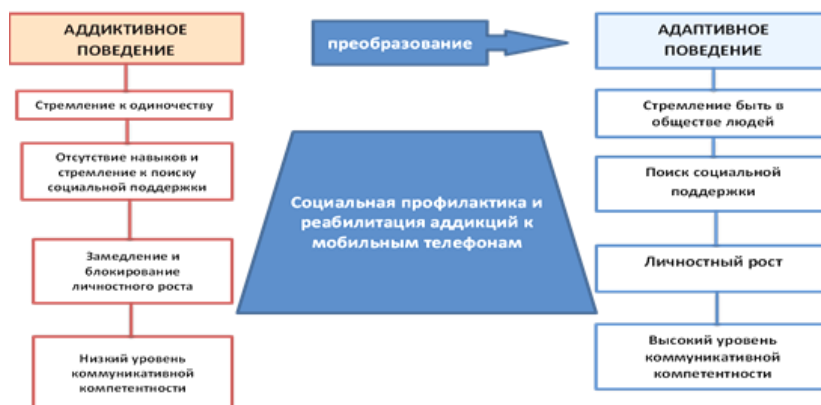 АДДИКТИВНОЕ
ПОВЕДЕНИЕ
Стремление к одиночеству
Отсутствие навыков и
стремление к поиску
социальной поддержки
Замедление и
блокирование
личностного роста
Низкий уровень
коммуникативной
компетентности
преобразование
Социальная профилактика и
реабилитация аддикций к
мобильным телефонам
АДАПТИВНОЕ
ПОВЕДЕНИЕ
Стремление быть в
обществе людей
Поиск социальной
поддержки
Личностный рост
Высокий уровень
коммуникативной
компетентности